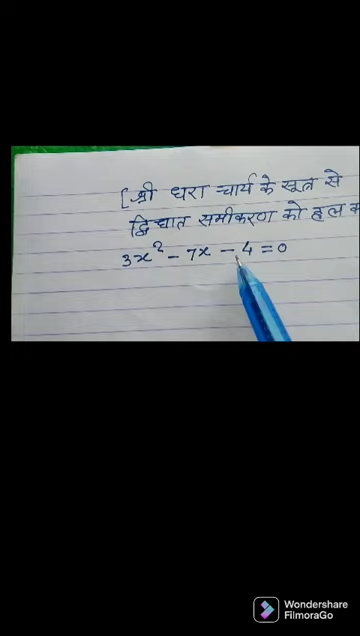 [ श्री धरा चार्य के सूत्र से
द्विघात समीकरण को हल क
3x² - 7x - 4 = 0
Wondershare
FilmoraGo